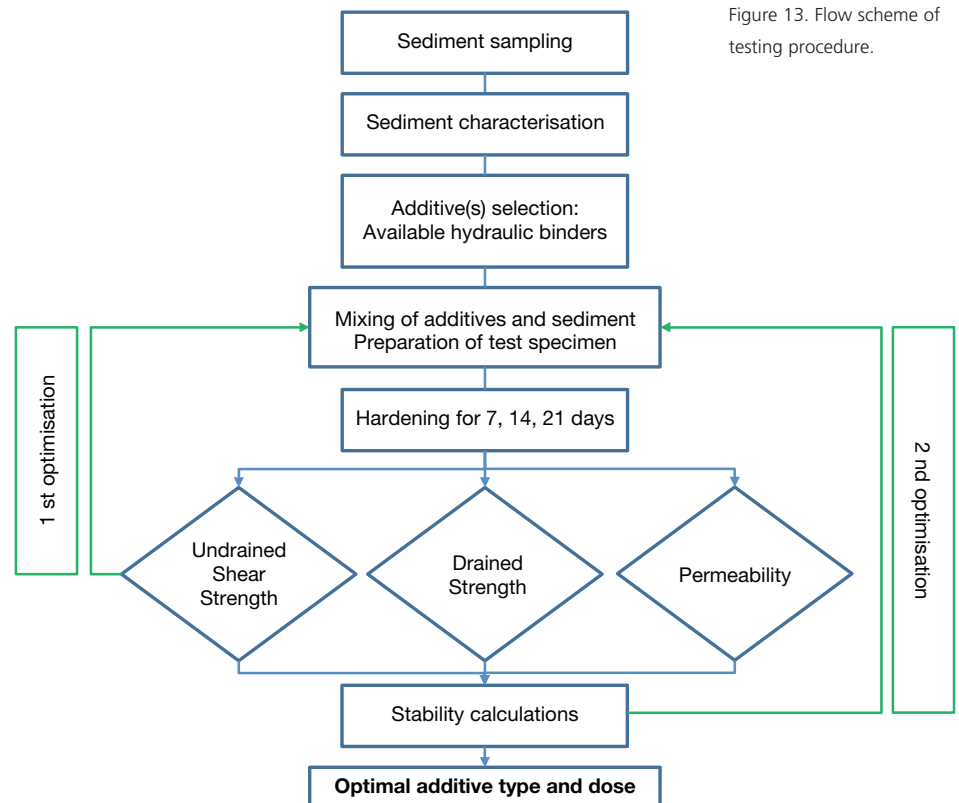 Figure 13. Flow scheme of
testing procedure.
Sediment sampling
Sediment characterisation
Additive(s) selection:
Available hydraulic binders
Mixing of additives and sediment
Preparation of test specimen
Hardening for 7, 14, 21 days
1 st optimisation
2 nd optimisation
Undrained
Shear
Strength
Drained
Strength
Permeability
Stability calculations
Optimal additive type and dose